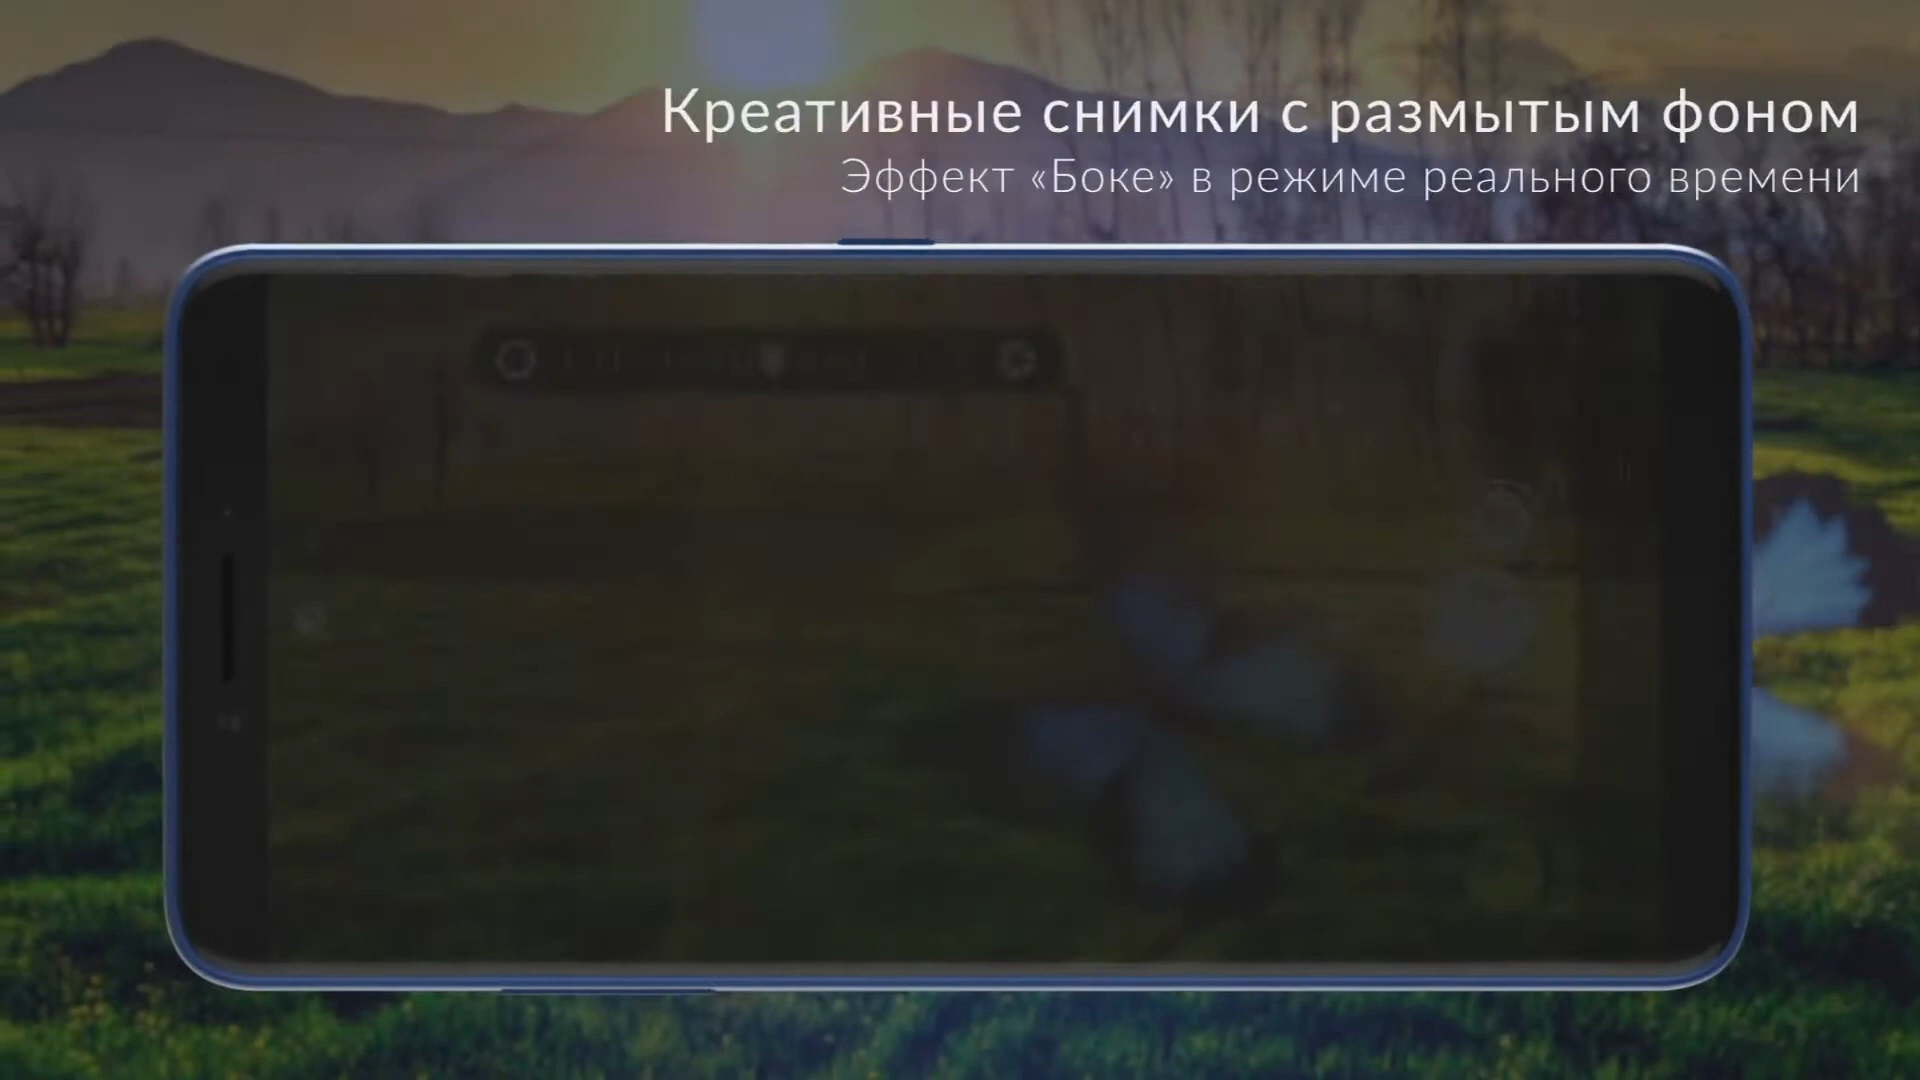 Креативные снимки с размытым фоном
Эффект «Боке» в режиме реального времени